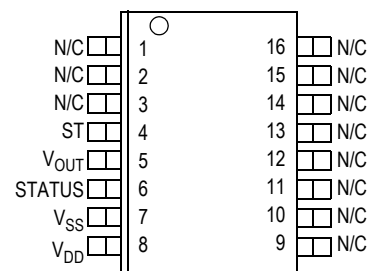 N/C 1 16 N/C
N/C 2 15 N/C
N/C 3 14 N/C
ST 4 13 N/C
VOUT 5 12 N/C
STATUS 6 11 N/C
VSS 7 10 N/C
VDD 8 9 N/C